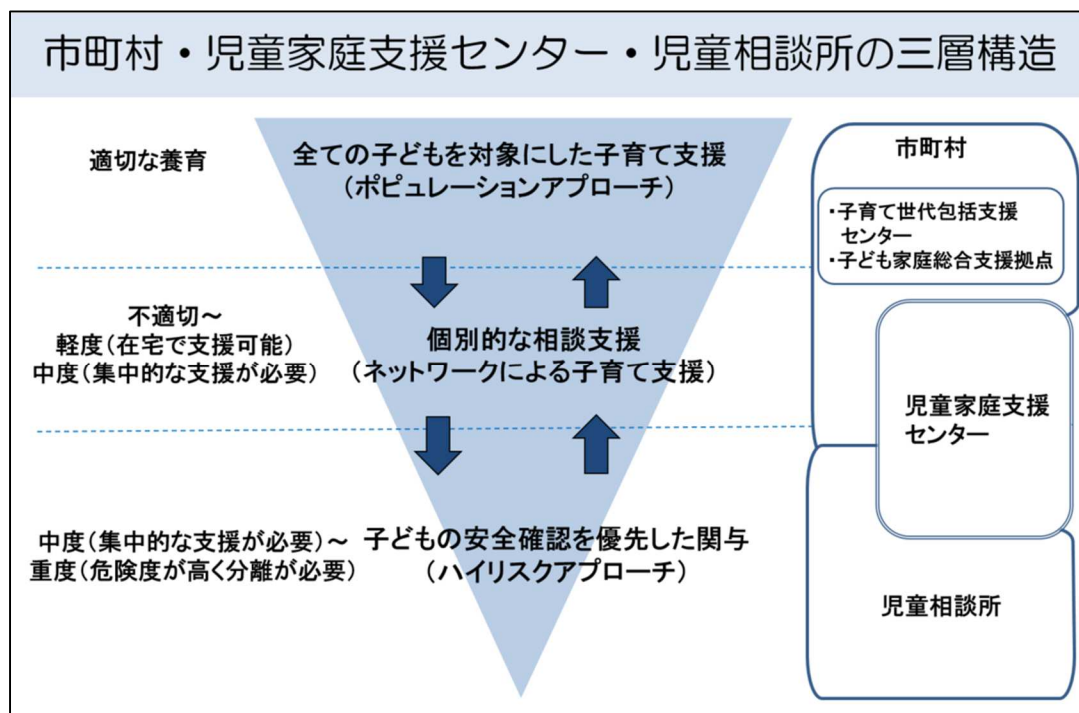 市町村・児童家庭支援センター・児童相談所の三層構造
適切な養育
全ての子どもを対象にした子育て支援
（ポピュレーションアプローチ）
市町村
・子育て世代包括支援
センター
・子ども家庭総合支援拠点
不適切～
軽度（在宅で支援可能）
中度（集中的な支援が必要）
個別的な相談支援
（ネットワークによる子育て支援）
児童家庭支援
センター
中度（集中的な支援が必要）～
重度（危険度が高く分離が必要）
子どもの安全確認を優先した関与
（ハイリスクアプローチ）
児童相談所